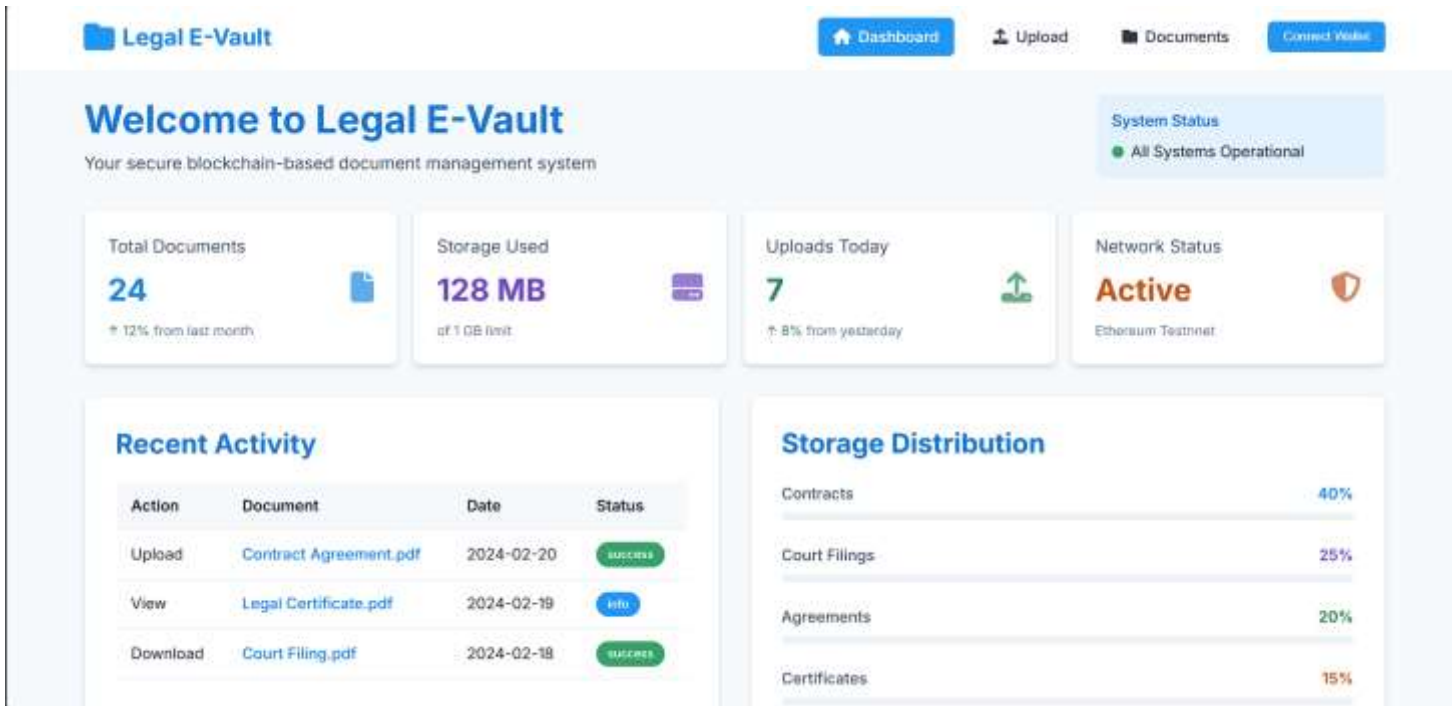 Legal E-Vault
Dashboard
Upload
Documents
Connect Wallet
Welcome to Legal E-Vault
Your secure blockchain-based document management system
System Status
All Systems Operational
Total Documents
24
↑ 12% from last month
Storage Used
128 MB
of 1 GB limit
Uploads Today
7
↑ 8% from yesterday
Network Status
Active
Ethereum Testnnet
Recent Activity
Action Document Date Status
Upload Contract Agreement.pdf 2024-02-20 success
View Legal Certificate.pdf 2024-02-19 info
Download Court Filing.pdf 2024-02-18 success
Storage Distribution
Contracts 40%
Court Filings 25%
Agreements 20%
Certificates 15%